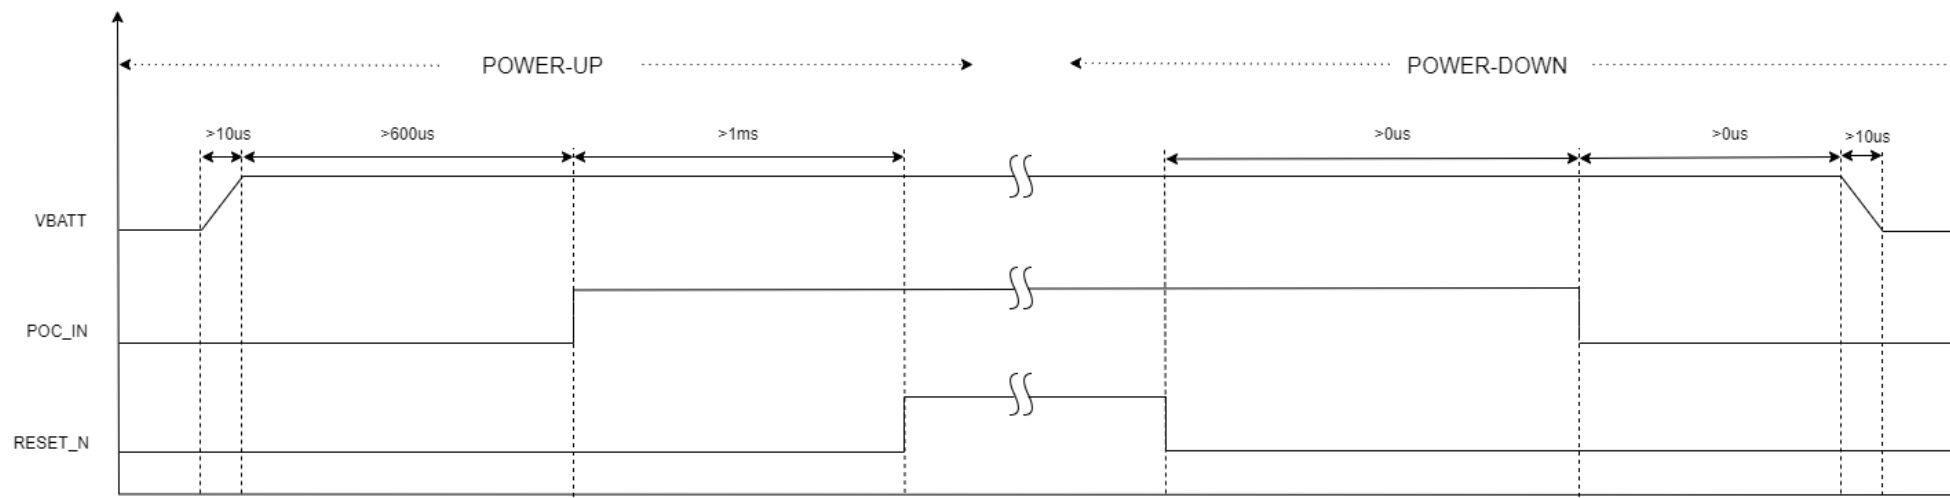 POWER-UP
POWER-DOWN
>10us
>600us
>1ms
>0us
>0us
>10us
VBATT
POC_IN
RESET_N